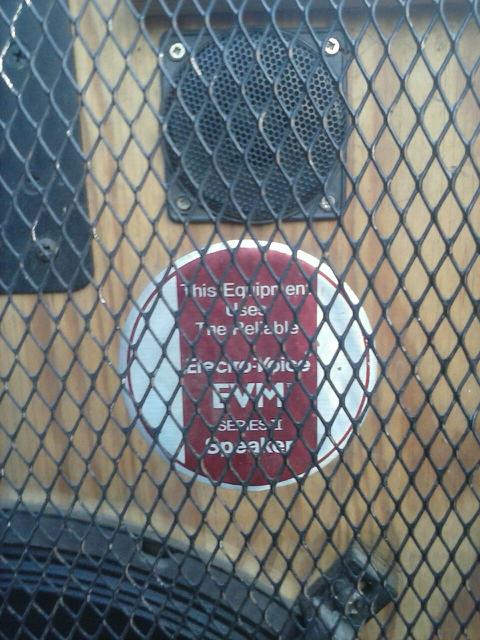 This Equipment
Uses
The Reliable
Electro-Voice
EVM
SERIES II
Speaker